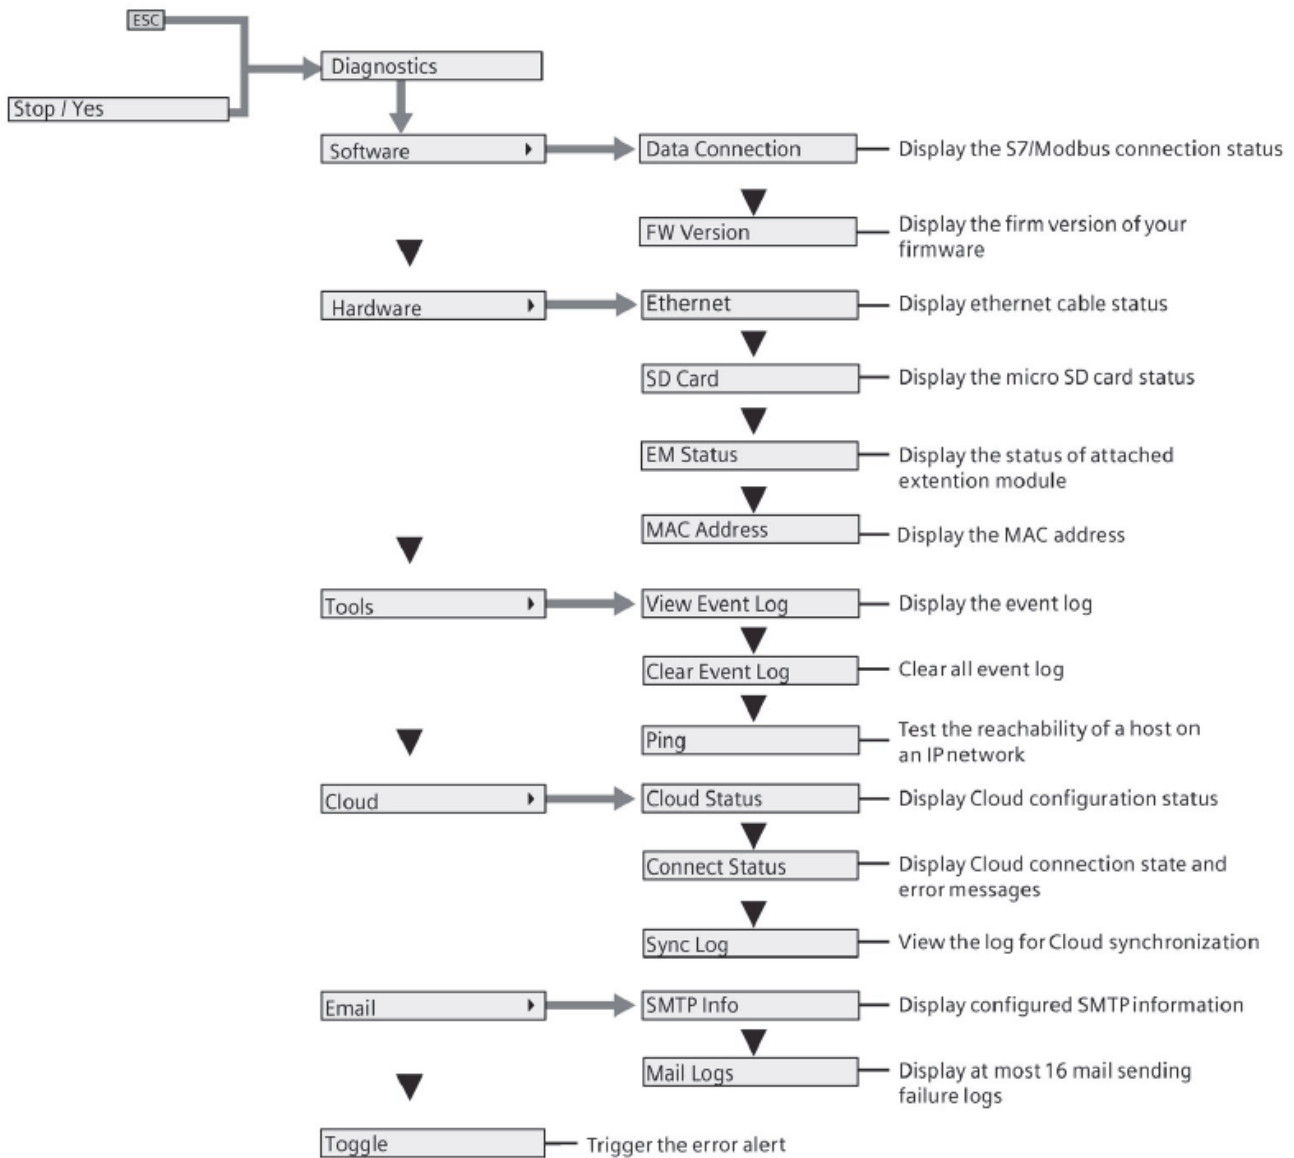 ESC
Diagnostics
Stop / Yes
Software
Data Connection
Display the S7/Modbus connection status
FW Version
Display the firm version of your
firmware
Hardware
Ethernet
Display ethernet cable status
SD Card
Display the micro SD card status
EM Status
Display the status of attached
extention module
MAC Address
Display the MAC address
Tools
View Event Log
Display the event log
Clear Event Log
Clear all event log
Ping
Test the reachability of a host on
an IP network
Cloud
Cloud Status
Display Cloud configuration status
Connect Status
Display Cloud connection state and
error messages
Sync Log
View the log for Cloud synchronization
Email
SMTP Info
Display configured SMTP information
Mail Logs
Display at most 16 mail sending
failure logs
Toggle
Trigger the error alert